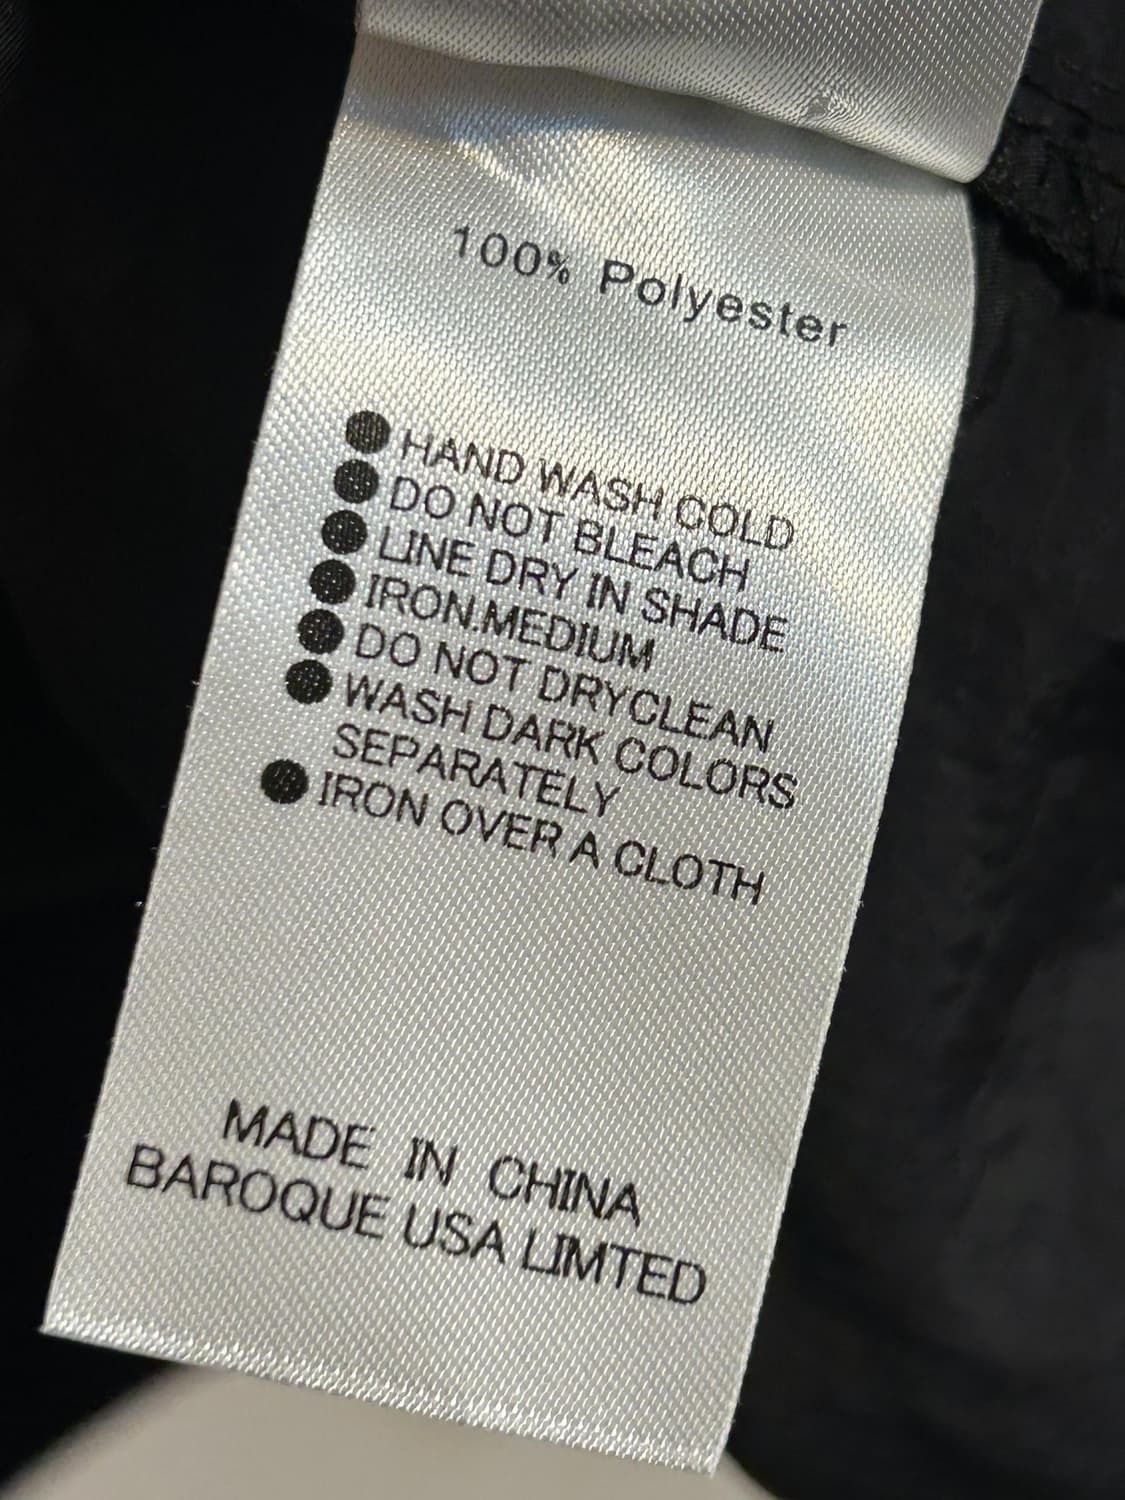 100% Polyester
●HAND WASH COLD
●DO NOT BLEACH
●LINE DRY IN SHADE
●IRON.MEDIUM
●DO NOT DRYCLEAN
●WASH DARK COLORS
SEPARATELY
●IRON OVER A CLOTH
MADE IN CHINA
BAROQUE USA LIMTED